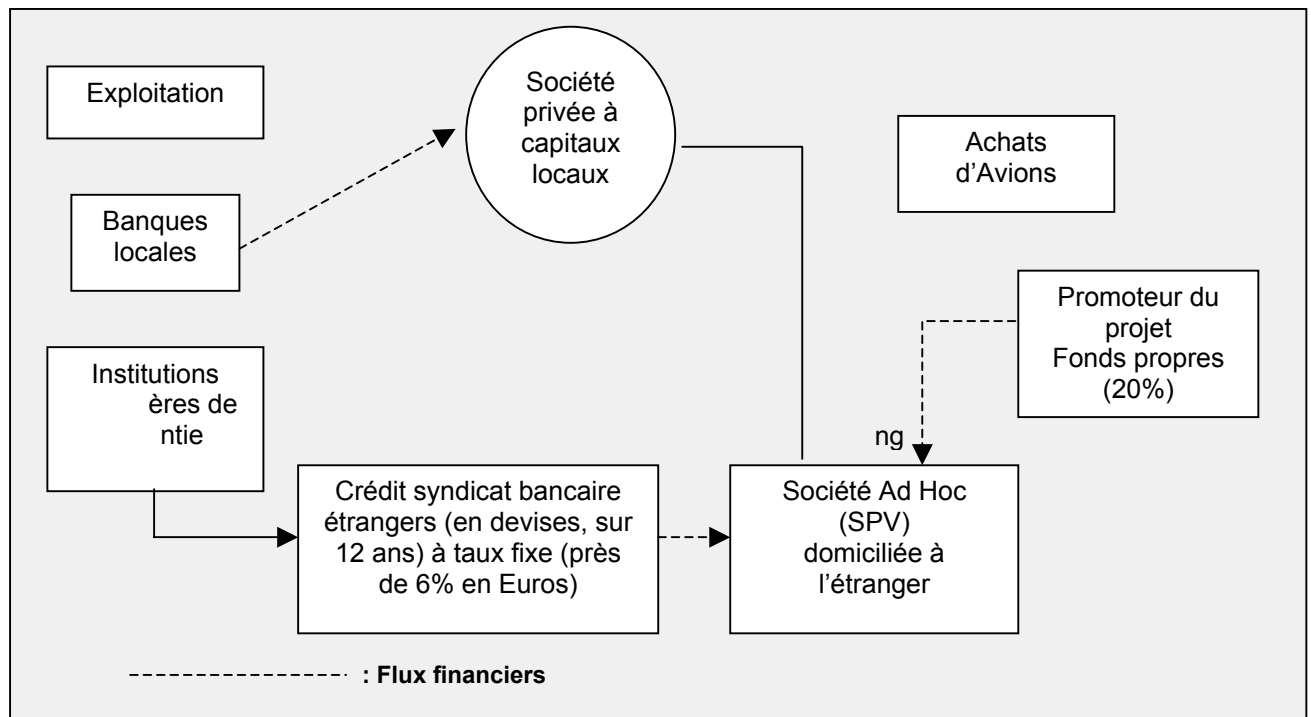 Exploitation
Société
privée à
capitaux
locaux
Achats
d’Avions
Banques
locales
Promoteur du
projet
Fonds propres
(20%)
Institutions
ères de
ntie
ng
Crédit syndicat bancaire
étrangers (en devises, sur
12 ans) à taux fixe (près
de 6% en Euros)
Société Ad Hoc
(SPV)
domiciliée à
l’étranger
: Flux financiers